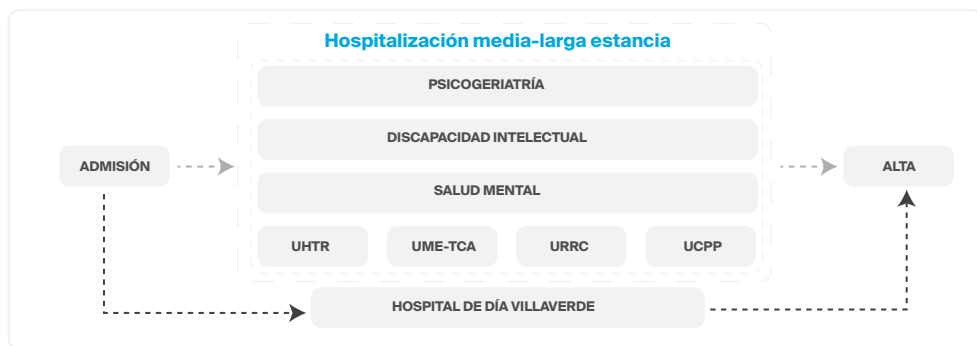 Hospitalización media-larga estancia
PSICOGERIATRÍA
DISCAPACIDAD INTELECTUAL
ADMISIÓN
ALTA
SALUD MENTAL
UHTR
UME-TCA
URRC
UCPP
HOSPITAL DE DÍA VILLAVERDE